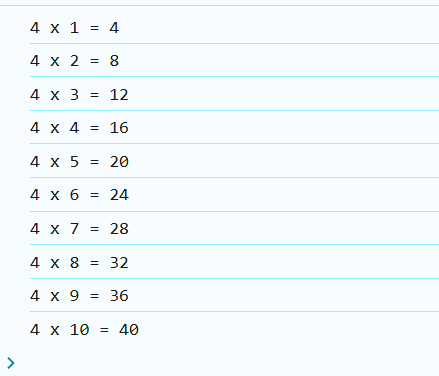 4 x 1 = 4
4 x 2 = 8
4 x 3 = 12
4 x 4 = 16
4 x 5 = 20
4 x 6 = 24
4 x 7 = 28
4 x 8 = 32
4 x 9 = 36
4 x 10 = 40